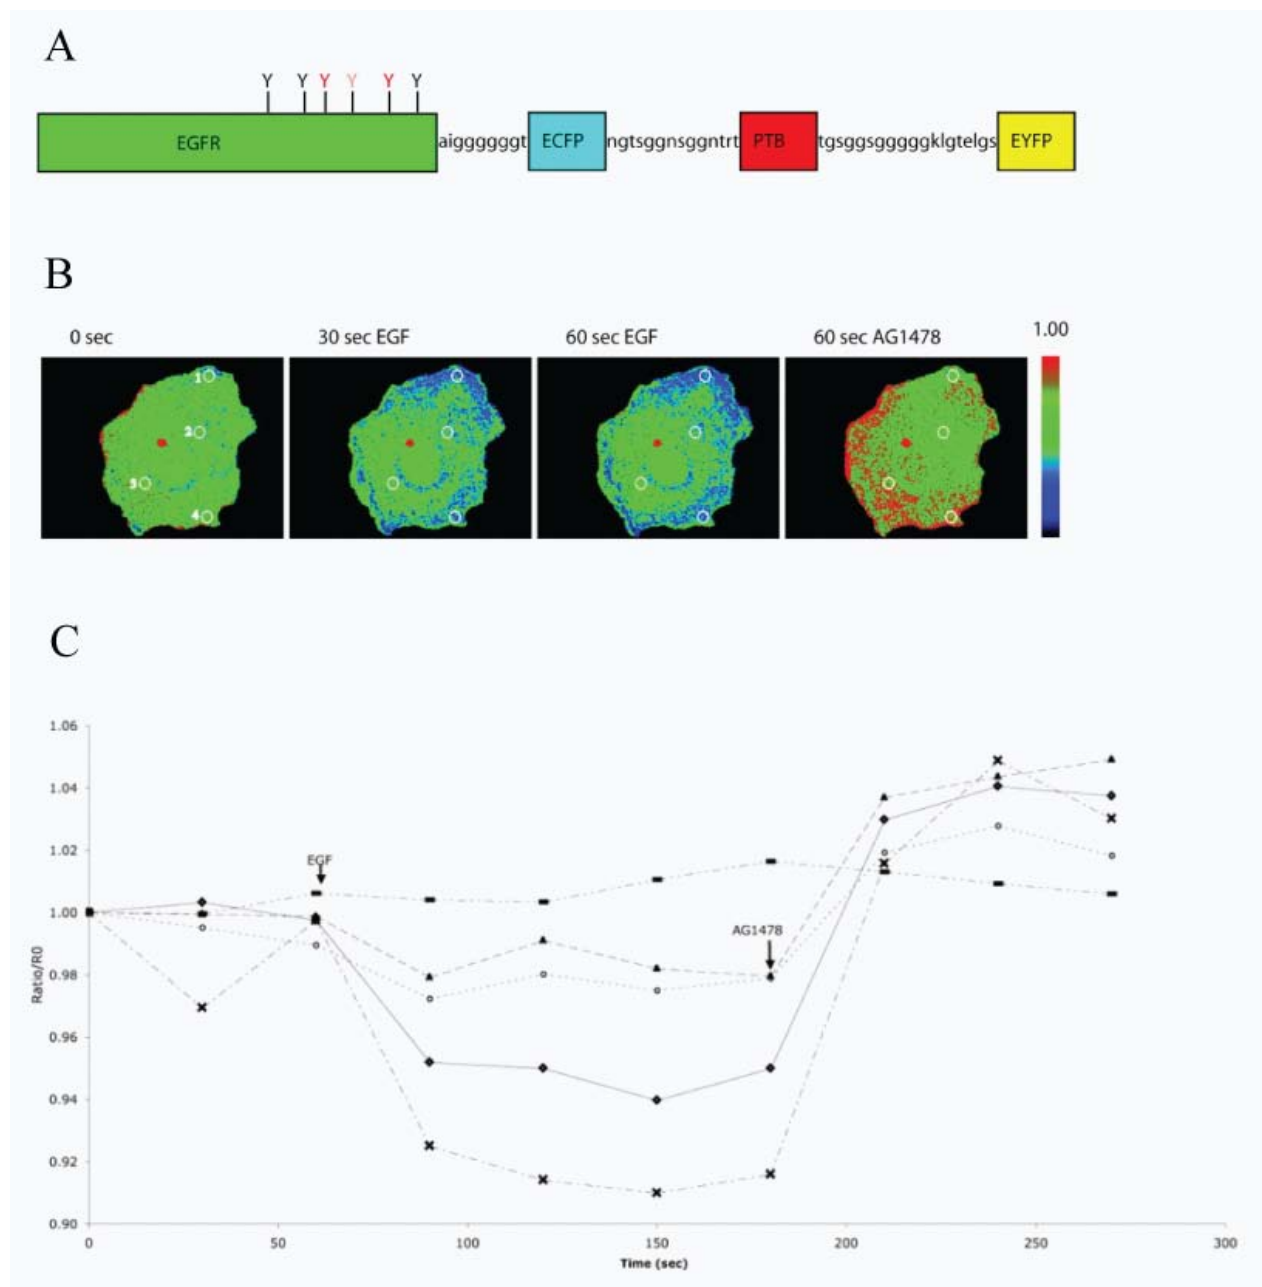 A
Y Y Y Y Y Y
EGFR aiggggggt ECFP ngtsggnsggntrt PTB tgsggsgggggklgtelgs EYFP
B
0 sec 30 sec EGF 60 sec EGF 60 sec AG1478 1.00
1
2
3
4
C
1.06
1.04
1.02
EGF
1.00
AG1478
0.98
Ratio/R0
0.96
0.94
0.92
0.90
0 50 100 150 200 250 300
Time (sec)